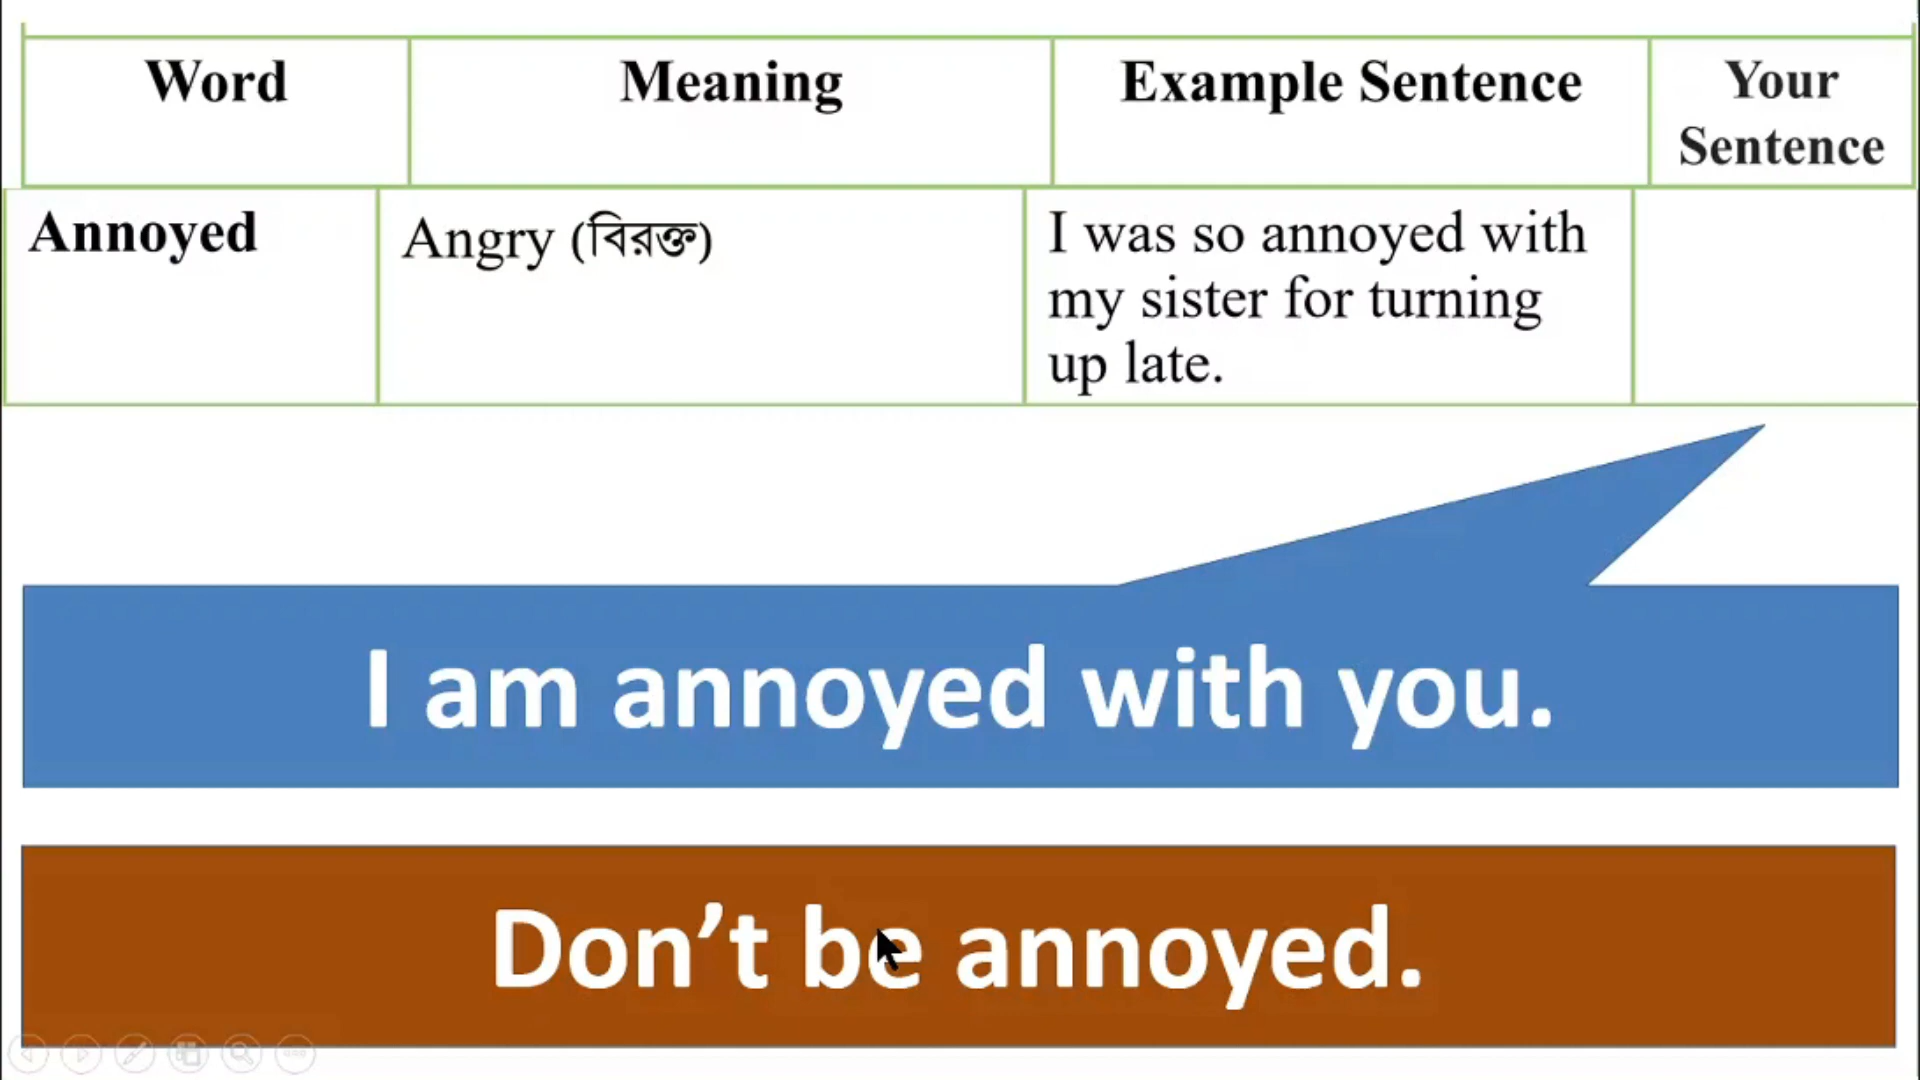 Word
Meaning
Example Sentence
Your
Sentence
Annoyed
Angry (বিরক্ত)
I was so annoyed with
my sister for turning
up late.
I am annoyed with you.
Don’t be annoyed.